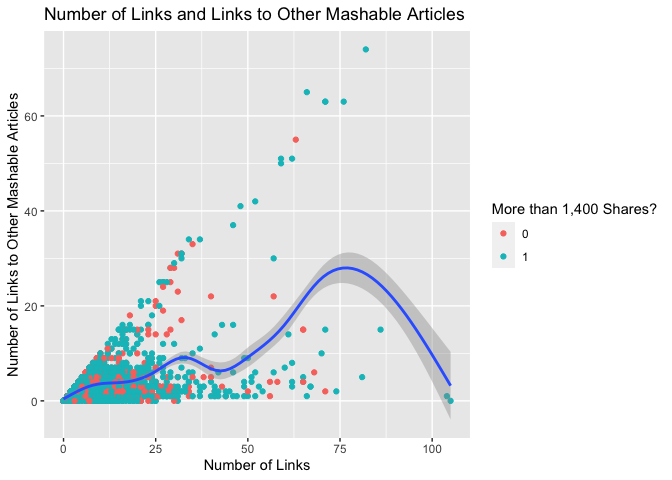 Number of Links and Links to Other Mashable Articles
Number of Links to Other Mashable Articles
60
40
20
0
0
25
50
75
100
Number of Links
More than 1,400 Shares?
0
1